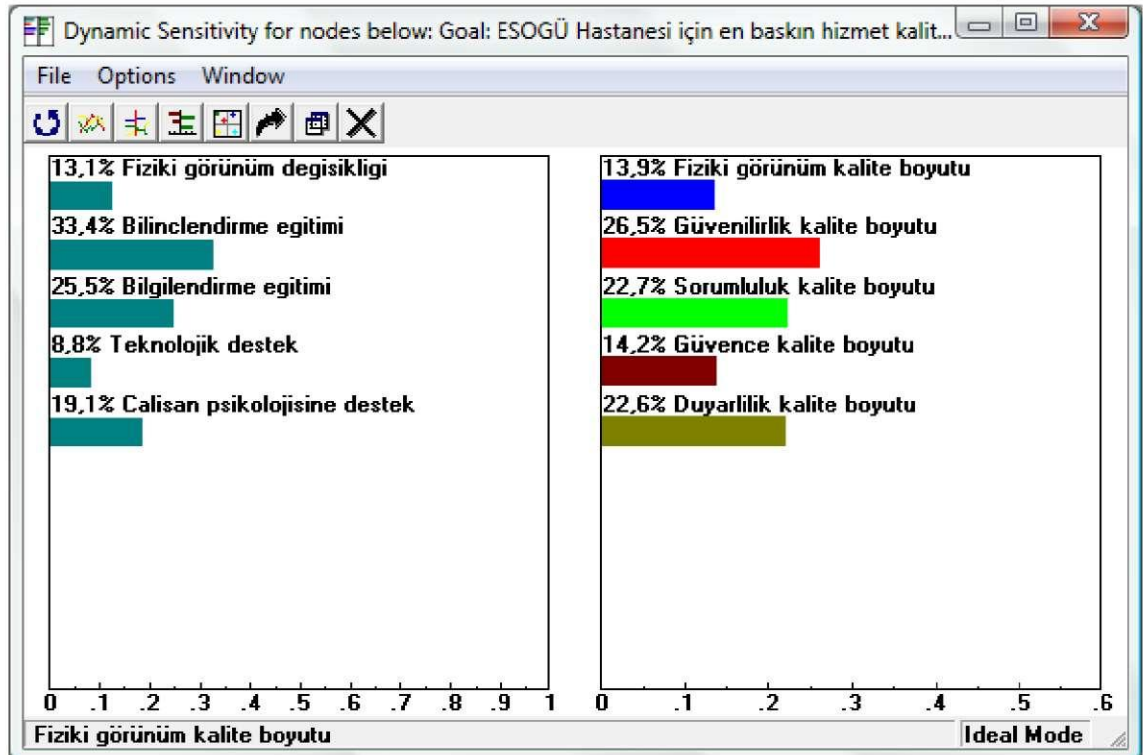 Dynamic Sensitivity for nodes below: Goal: ESOGÜ Hastanesi için en baskın hizmet kalit...
File Options Window
13,1% Fiziki görünüm degisikligi
33,4% Bilinclendirme egitimi
25,5% Bilgilendirme egitimi
8,8% Teknolojik destek
19,1% Calisan psikolojisine destek
0 .1 .2 .3 .4 .5 .6 .7 .8 .9 1
13,9% Fiziki görünüm kalite boyutu
26,5% Güvenilirlik kalite boyutu
22,7% Sorumluluk kalite boyutu
14,2% Güvence kalite boyutu
22,6% Duyarlilik kalite boyutu
0 .1 .2 .3 .4 .5 .6
Fiziki görünüm kalite boyutu
Ideal Mode